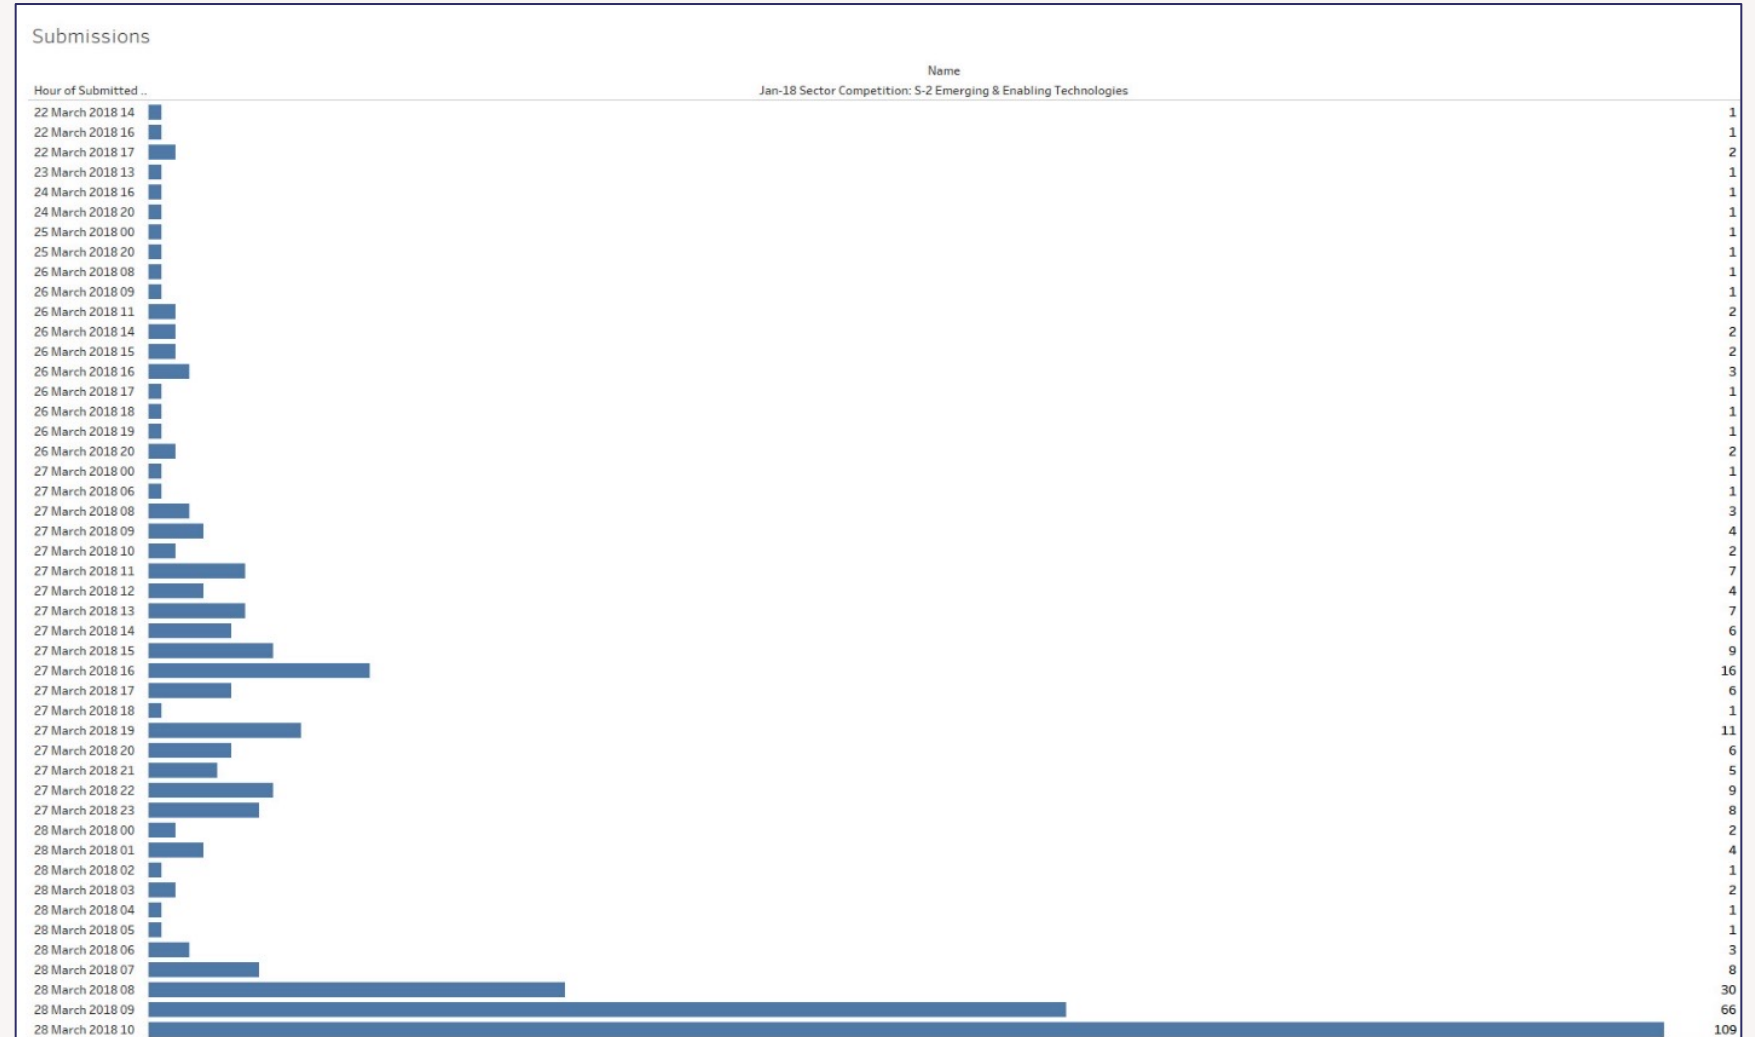 Submissions
Name
Hour of Submitted .. Jan-18 Sector Competition: S-2 Emerging & Enabling Technologies
22 March 2018 14 1
22 March 2018 16 1
22 March 2018 17 2
23 March 2018 13 1
24 March 2018 16 1
24 March 2018 20 1
25 March 2018 00 1
25 March 2018 20 1
26 March 2018 08 1
26 March 2018 09 1
26 March 2018 11 2
26 March 2018 14 2
26 March 2018 15 2
26 March 2018 16 3
26 March 2018 17 1
26 March 2018 18 1
26 March 2018 19 1
26 March 2018 20 2
27 March 2018 00 1
27 March 2018 06 1
27 March 2018 08 3
27 March 2018 09 4
27 March 2018 10 2
27 March 2018 11 7
27 March 2018 12 4
27 March 2018 13 7
27 March 2018 14 6
27 March 2018 15 9
27 March 2018 16 16
27 March 2018 17 6
27 March 2018 18 1
27 March 2018 19 11
27 March 2018 20 6
27 March 2018 21 5
27 March 2018 22 9
27 March 2018 23 8
28 March 2018 00 2
28 March 2018 01 4
28 March 2018 02 1
28 March 2018 03 2
28 March 2018 04 1
28 March 2018 05 1
28 March 2018 06 3
28 March 2018 07 8
28 March 2018 08 30
28 March 2018 09 66
28 March 2018 10 109